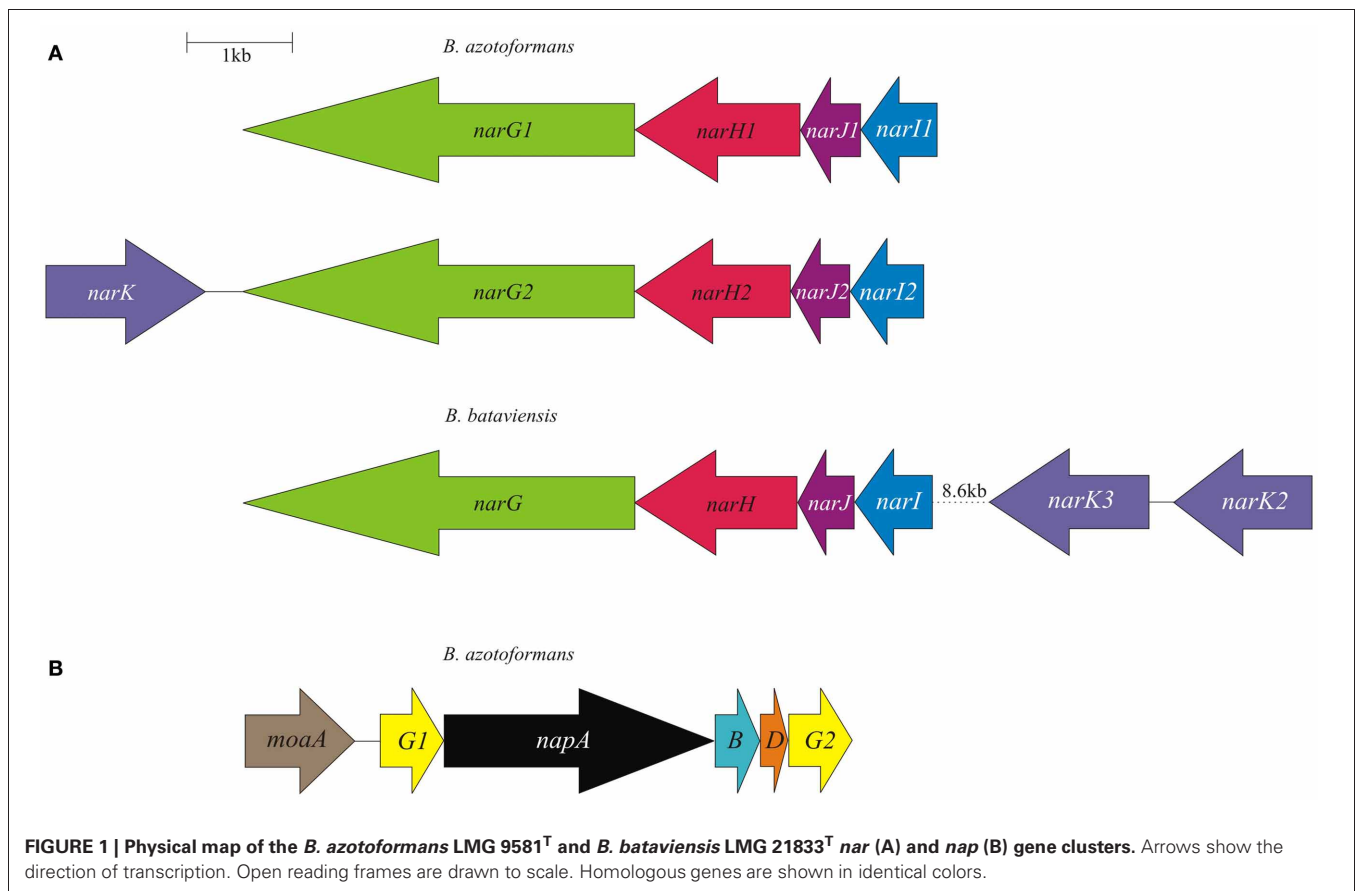 A
1kb
B. azotoformans
narG1 narH1 narJ1 narI1
narK narG2 narH2 narJ2 narI2
B. bataviensis
narG narH narJ narI 8.6kb narK3 narK2
B
B. azotoformans
moaA G1 napA B D G2
FIGURE 1 | Physical map of the B. azotoformans LMG 9581ᵀ and B. bataviensis LMG 21833ᵀ nar (A) and nap (B) gene clusters. Arrows show the
direction of transcription. Open reading frames are drawn to scale. Homologous genes are shown in identical colors.